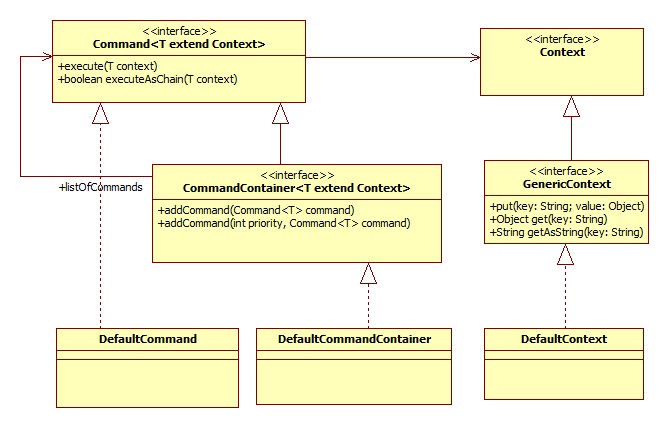 <<interface>>
Command<T extend Context>
+execute(T context)
+boolean executeAsChain(T context)
<<interface>>
Context
+listOfCommands
<<interface>>
CommandContainer<T extend Context>
+addCommand(Command<T> command)
+addCommand(int priority, Command<T> command)
<<interface>>
GenericContext
+put(key: String; value: Object)
+Object get(key: String)
+String getAsString(key: String)
DefaultCommand
DefaultCommandContainer
DefaultContext